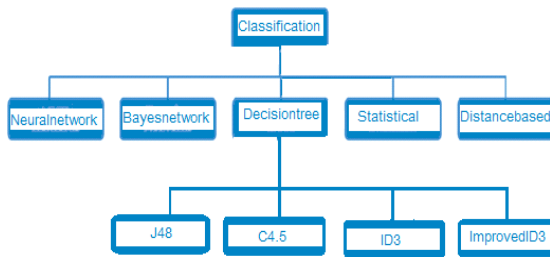 Classification
Neuralnetwork
Bayesnetwork
Decisiontree
Statistical
Distancebased
J48
C4.5
ID3
ImprovedID3